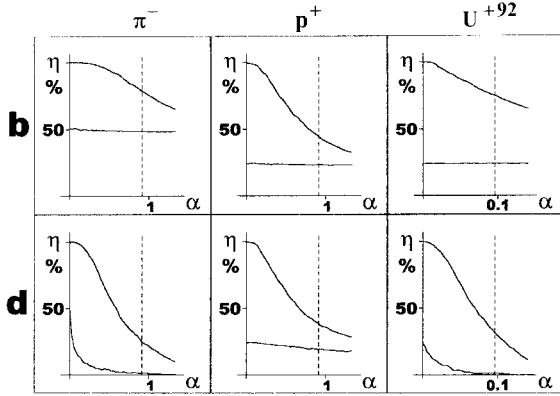 π⁻ p⁺ U⁺⁹²
η η η
% % %
b 50 50 50
1 α 1 α 0.1 α
η η η
% % %
d 50 50 50
1 α 1 α 0.1 α